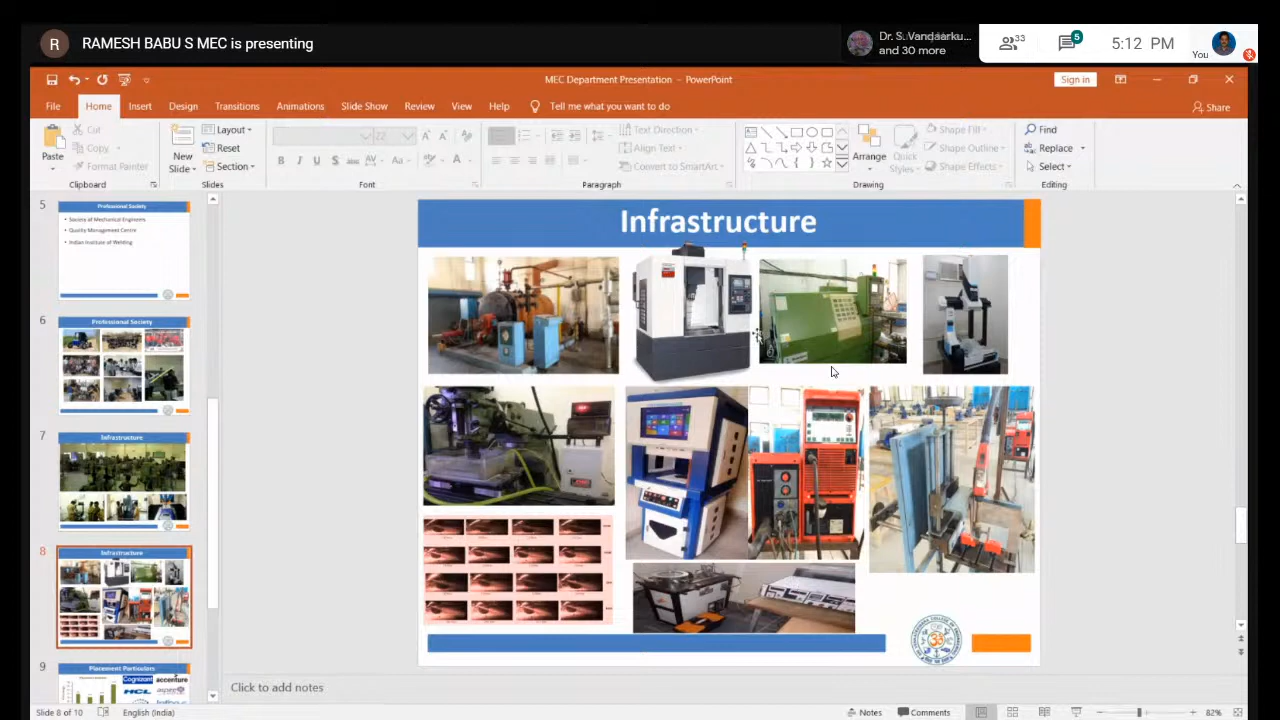 R RAMESH BABU S MEC is presenting
and 30 more
33
5
5:12 PM
You
MEC Department Presentation - PowerPoint
Sign in
File Home Insert Design Transitions Animations Slide Show Review View Help Tell me what you want to do
Share
Paste
Cut
Copy
Format Painter
Clipboard
New
Slide
Layout
Reset
Section
Slides
22
Font
Text Direction
Align Text
Convert to SmartArt
Paragraph
Arrange
Quick
Styles
Shape Fill
Shape Outline
Shape Effects
Drawing
Find
Replace
Select
Editing
5
Professional Society
• Society of Mechanical Engineers
• Quality Management Centre
• Indian Institute of Welding
6
Professional Society
7
Infrastructure
8
Infrastructure
9
Placement Particulars
Cognizant accenture
HCL
Infrastructure
Click to add notes
Slide 8 of 10
English (India)
Notes
Comments
82%